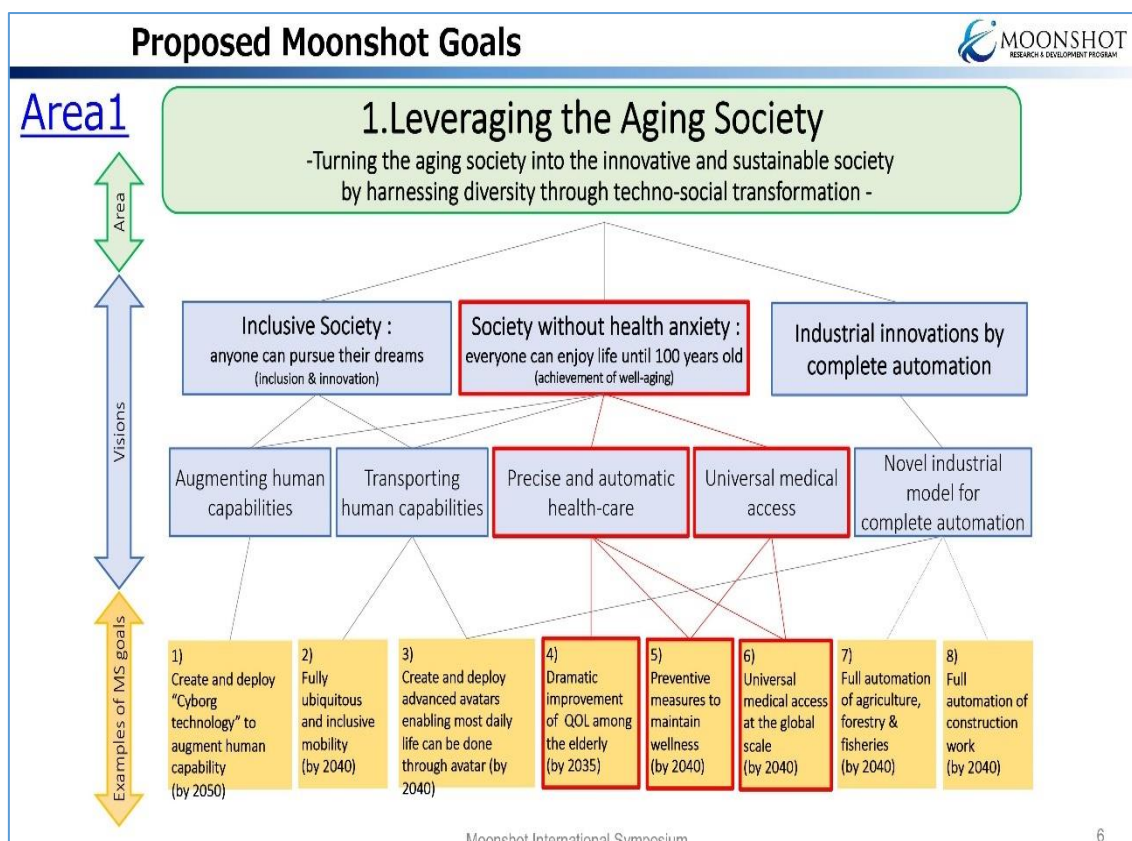 Proposed Moonshot Goals
MOONSHOT
RESEARCH & DEVELOPMENT PROGRAM
Area1
1.Leveraging the Aging Society
-Turning the aging society into the innovative and sustainable society
by harnessing diversity through techno-social transformation -
Area
Visions
Inclusive Society :
anyone can pursue their dreams
(inclusion & innovation)
Society without health anxiety :
everyone can enjoy life until 100 years old
(achievement of well-aging)
Industrial innovations by
complete automation
Augmenting human
capabilities
Transporting
human capabilities
Precise and automatic
health-care
Universal medical
access
Novel industrial
model for
complete automation
Examples of MS goals
1)
Create and deploy
“Cyborg
technology” to
augment human
capability
(by 2050)
2)
Fully
ubiquitous
and inclusive
mobility
(by 2040)
3)
Create and deploy
advanced avatars
enabling most daily
life can be done
through avatar (by
2040)
4)
Dramatic
improvement
of QOL among
the elderly
(by 2035)
5)
Preventive
measures to
maintain
wellness
(by 2040)
6)
Universal
medical access
at the global
scale
(by 2040)
7)
Full automation
of agriculture,
forestry &
fisheries
(by 2040)
8)
Full
automation of
construction
work
(by 2040)
Moonshot International Symposium
6